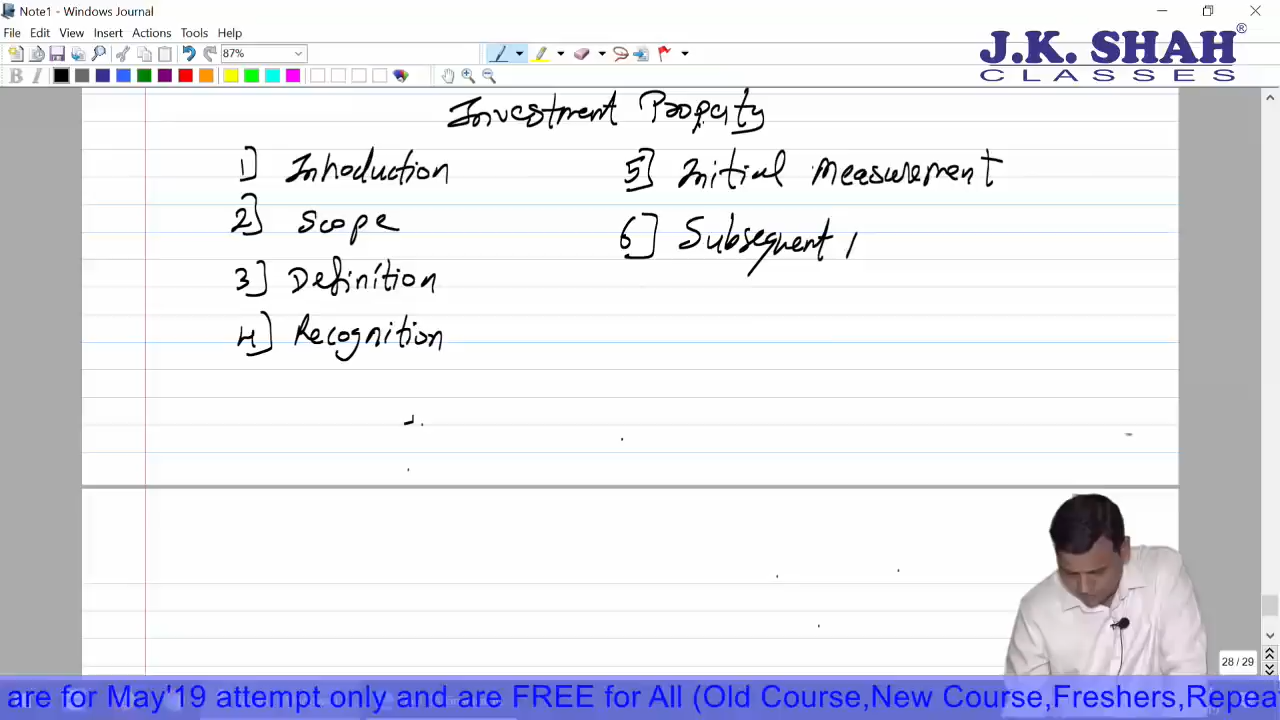 Note1 - Windows Journal
File Edit View Insert Actions Tools Help
87%
J.K. SHAH®
CLASSES
Investment Property
1] Introduction
2] Scope
3] Definition
4] Recognition
5] Initial Measurement
6] Subsequent
28 / 29
are for May'19 attempt only and are FREE for All (Old Course,New Course,Freshers,Repea